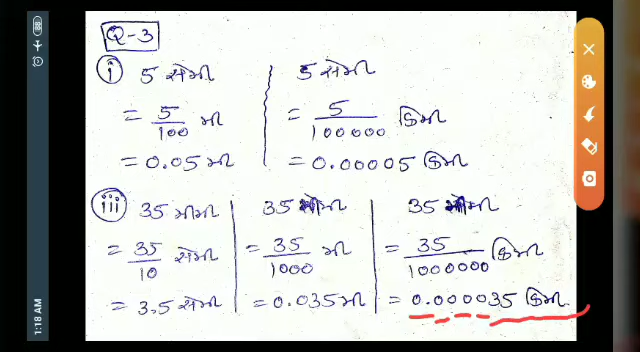 Q-3
i) 5 સેમી
= 5/100 મી
= 0.05 મી
5 સેમી
= 5/100000 કિમી
= 0.00005 કિમી
iii) 35 મીમી
= 35/10 સેમી
= 3.5 સેમી
35 મીમી
= 35/1000 મી
= 0.035 મી
35 મીમી
= 35/1000000 કિમી
= 0.000035 કિમી
1:18 AM